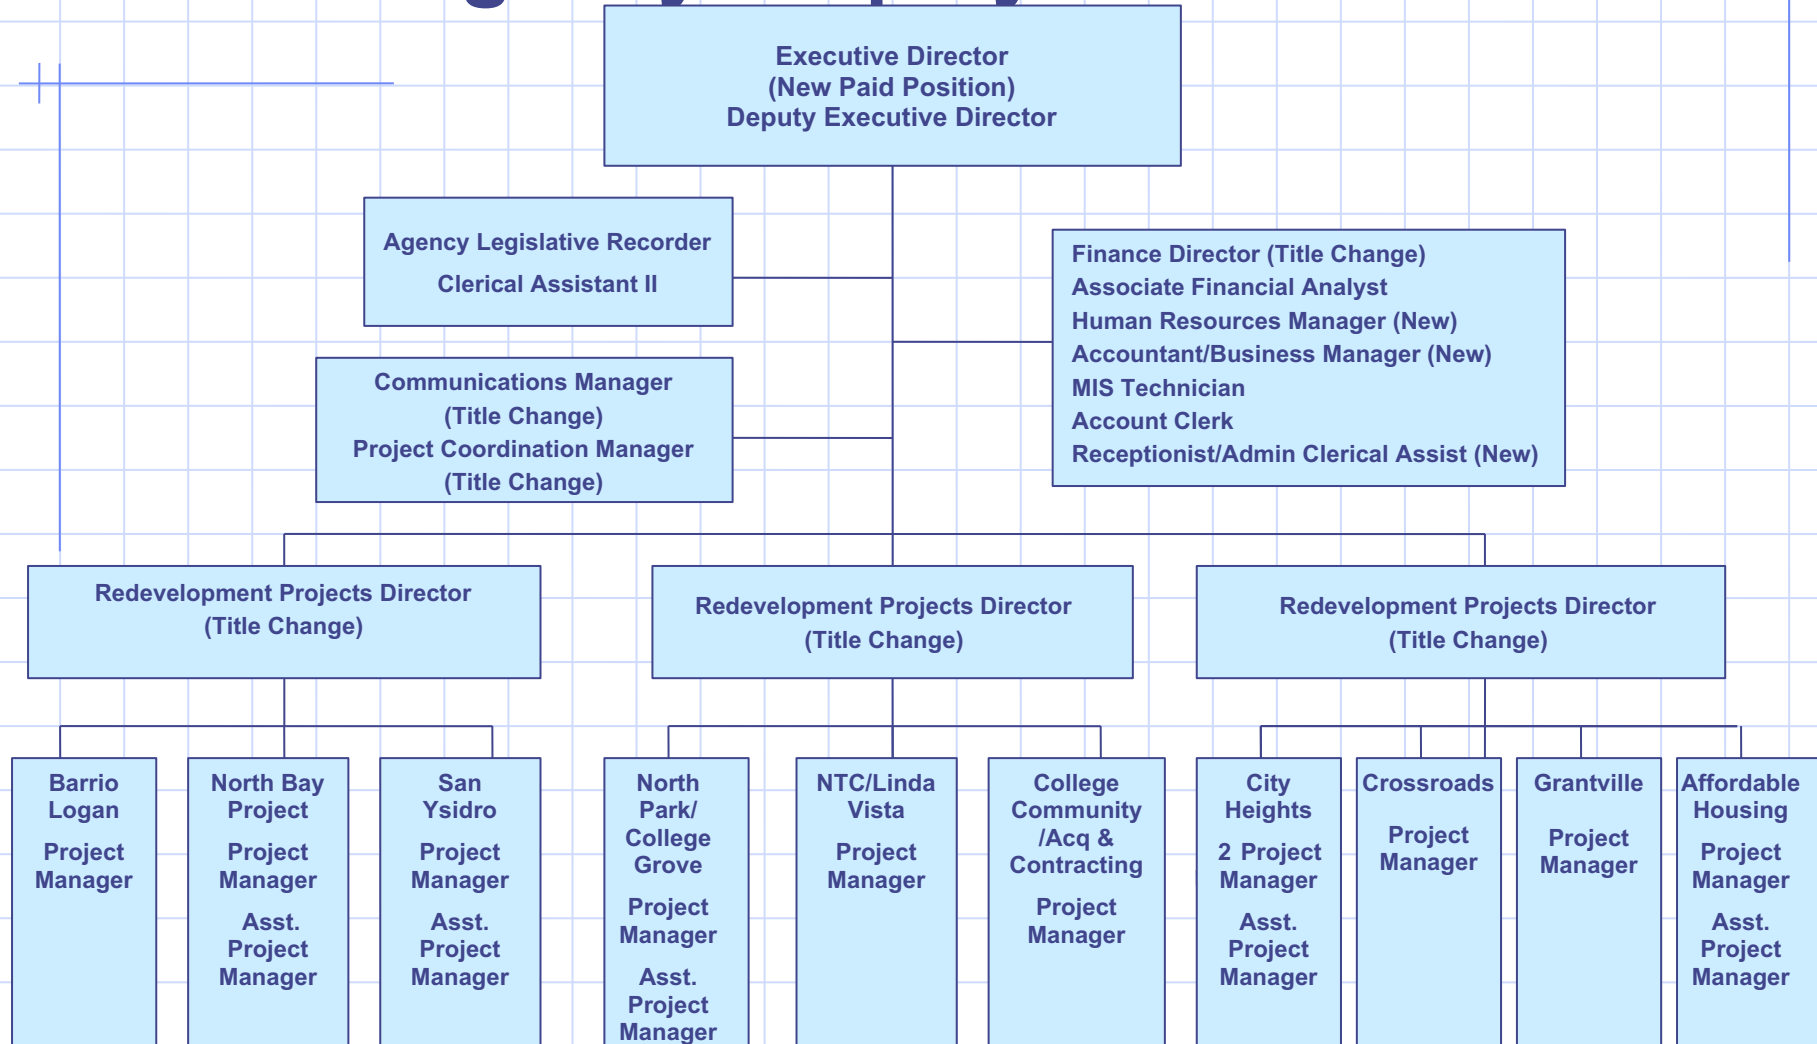 Executive Director
(New Paid Position)
Deputy Executive Director
Agency Legislative Recorder
Clerical Assistant II
Finance Director (Title Change)
Associate Financial Analyst
Human Resources Manager (New)
Accountant/Business Manager (New)
MIS Technician
Account Clerk
Receptionist/Admin Clerical Assist (New)
Communications Manager
(Title Change)
Project Coordination Manager
(Title Change)
Redevelopment Projects Director
(Title Change)
Redevelopment Projects Director
(Title Change)
Redevelopment Projects Director
(Title Change)
Barrio
Logan
Project
Manager
North Bay
Project
Project
Manager
Asst.
Project
Manager
San
Ysidro
Project
Manager
Asst.
Project
Manager
North
Park/
College
Grove
Project
Manager
Asst.
Project
Manager
NTC/Linda
Vista
Project
Manager
College
Community
/Acq &
Contracting
Project
Manager
City
Heights
2 Project
Manager
Asst.
Project
Manager
Crossroads
Project
Manager
Grantville
Project
Manager
Affordable
Housing
Project
Manager
Asst.
Project
Manager